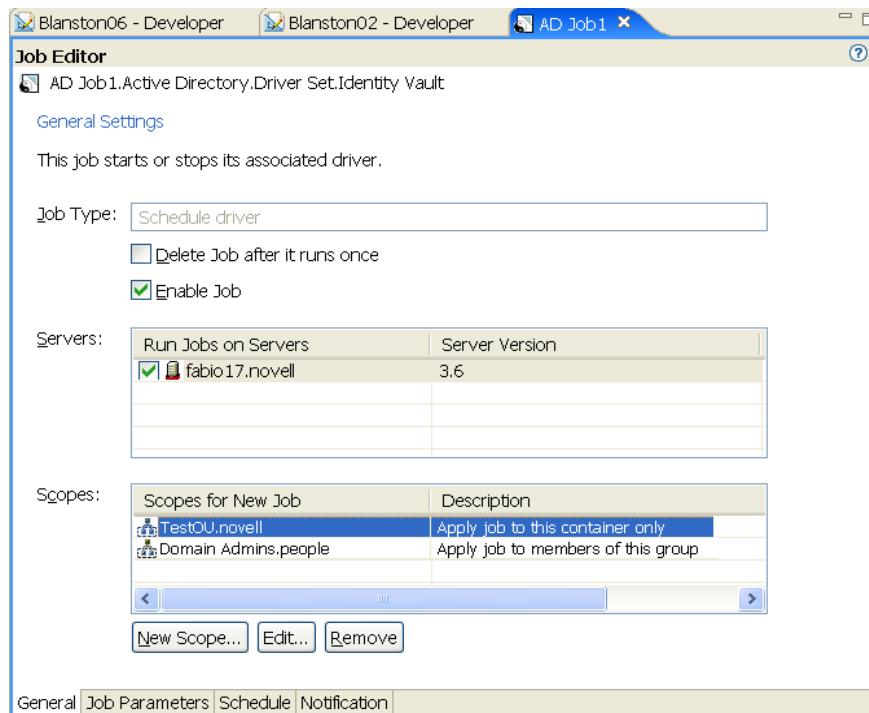 Blanston06 - Developer Blanston02 - Developer AD Job1
Job Editor
AD Job1.Active Directory.Driver Set.Identity Vault
General Settings
This job starts or stops its associated driver.
Job Type: Schedule driver
Delete Job after it runs once
Enable Job
Servers: Run Jobs on Servers Server Version
fabio17.novell 3.6
Scopes: Scopes for New Job Description
TestOU.novell Apply job to this container only
Domain Admins.people Apply job to members of this group
New Scope... Edit... Remove
General Job Parameters Schedule Notification